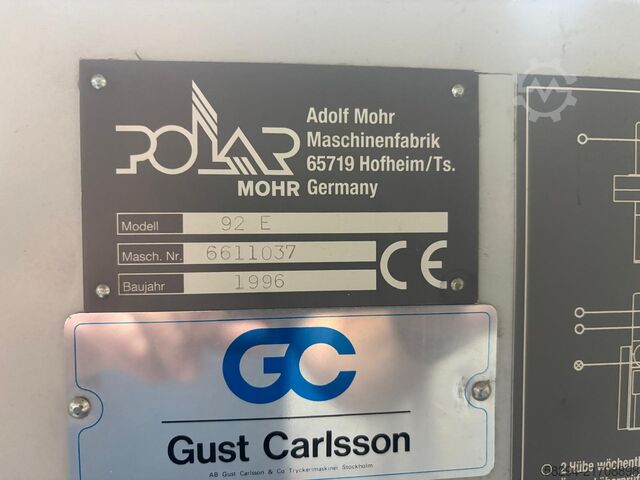 POLAR
MOHR
Adolf Mohr
Maschinenfabrik
65719 Hofheim/Ts.
Germany
Modell 92 E
Masch. Nr. 6611037
Baujahr 1996
CE
GC
Gust Carlsson
AB Gust Carlsson & Co Tryckerimaskiner Stockholm
2 Hübe wöchentl